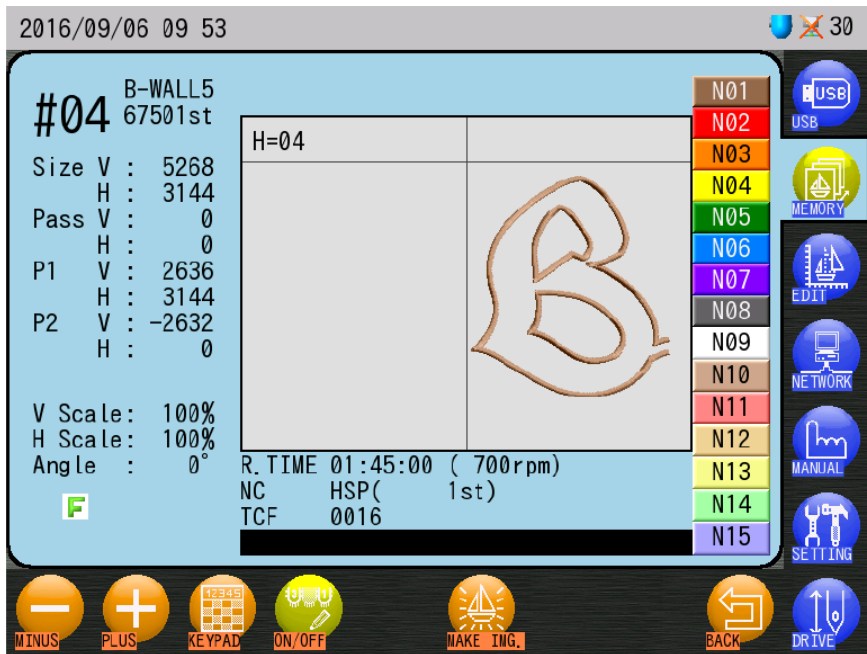 2016/09/06 09 53
30
#04
B-WALL5
67501st
Size V : 5268
H : 3144
Pass V : 0
H : 0
P1 V : 2636
H : 3144
P2 V : -2632
H : 0
V Scale: 100%
H Scale: 100%
Angle : 0°
F
H=04
R.TIME 01:45:00 ( 700rpm)
NC HSP( 1st)
TCF 0016
N01
N02
N03
N04
N05
N06
N07
N08
N09
N10
N11
N12
N13
N14
N15
USB
USB
MEMORY
EDIT
NETWORK
MANUAL
SETTING
DRIVE
MINUS
PLUS
12345
KEYPAD
ON/OFF
MAKE IMG.
BACK